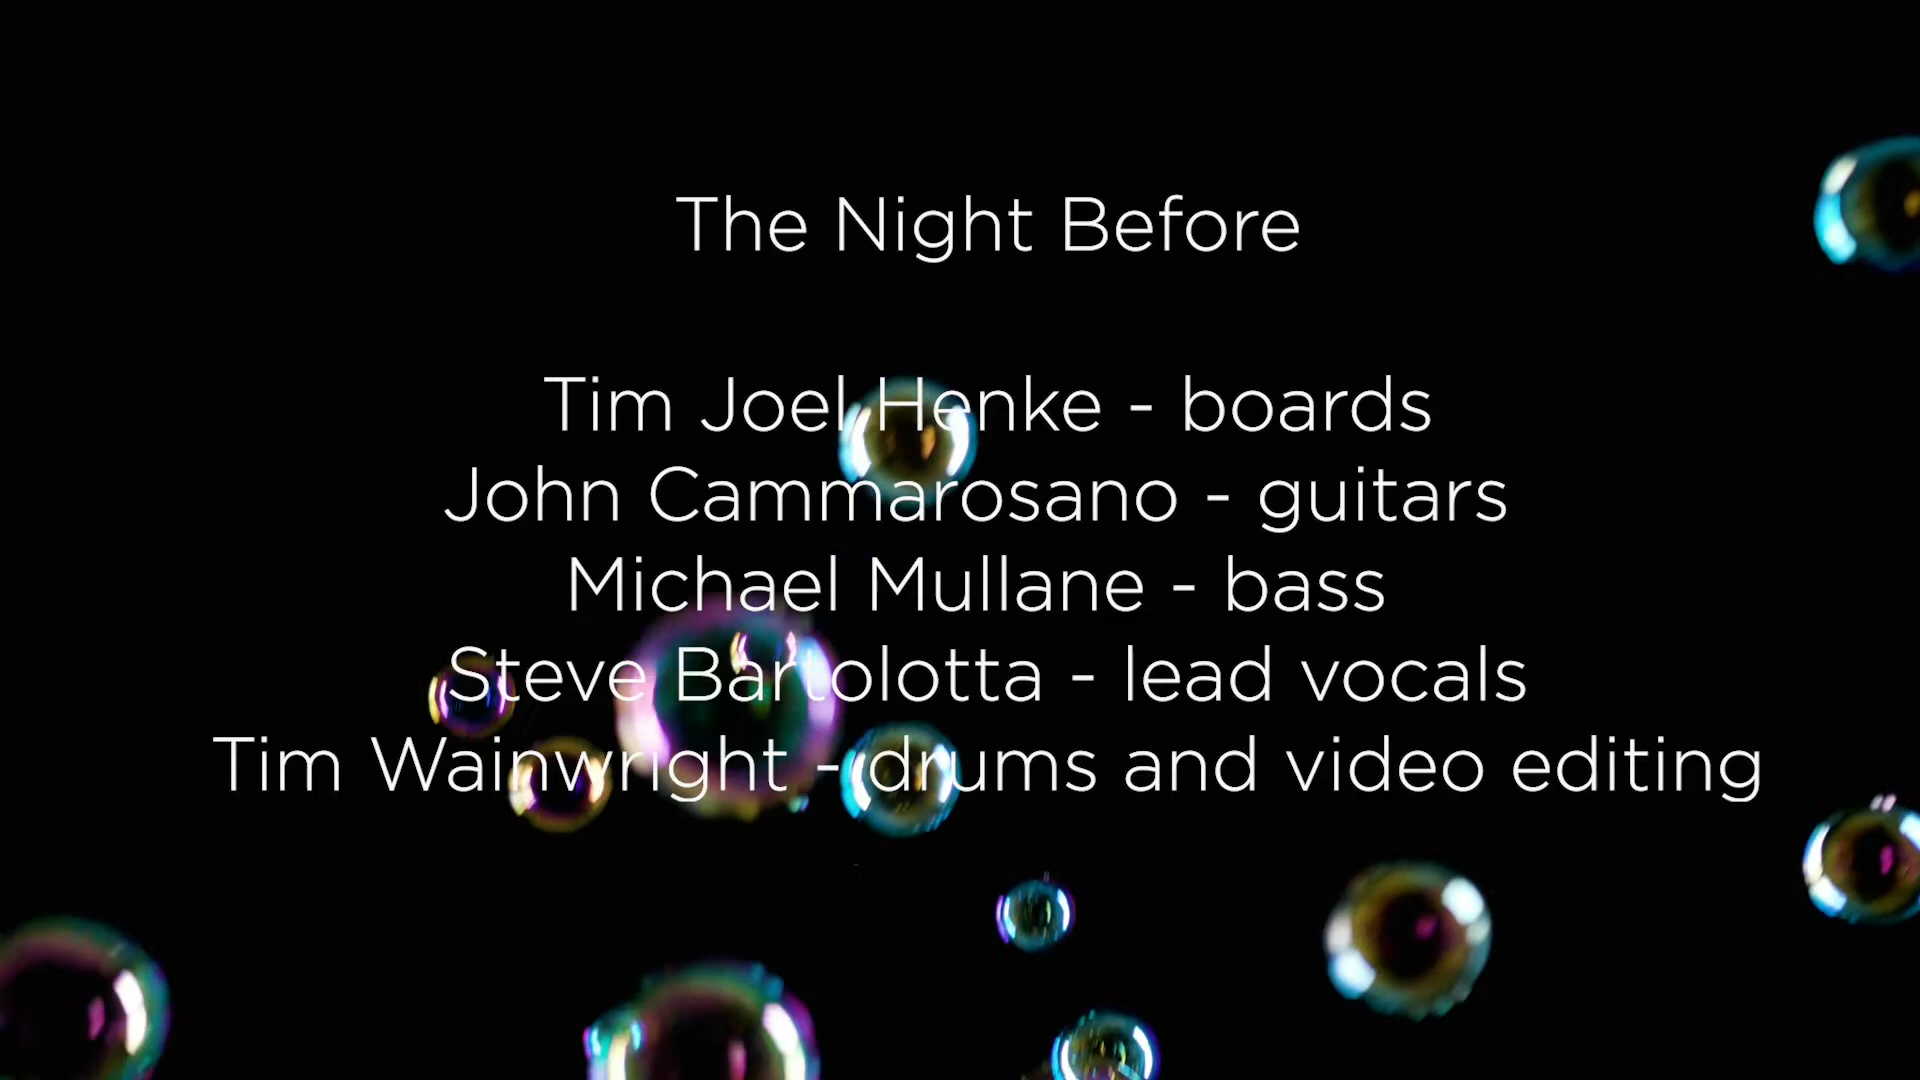 The Night Before
Tim Joel Henke - boards
John Cammarosano - guitars
Michael Mullane - bass
Steve Bartolotta - lead vocals
Tim Wainwright - drums and video editing